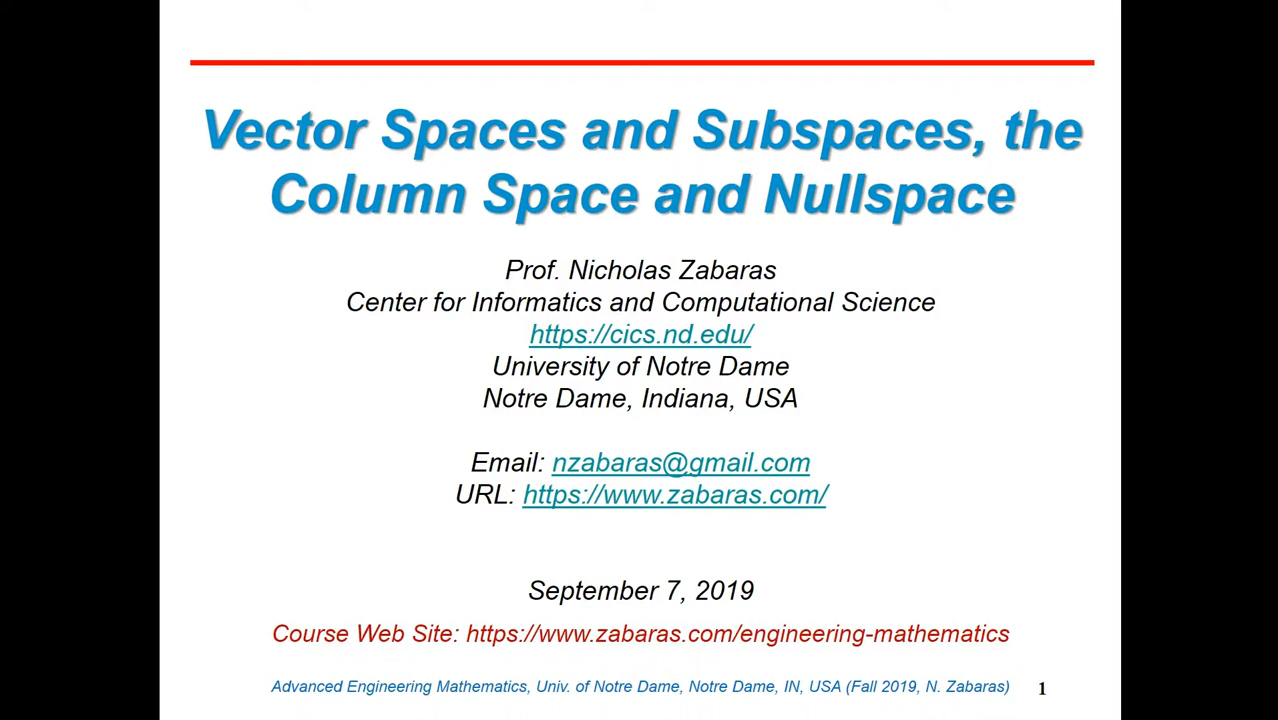 Vector Spaces and Subspaces, the
Column Space and Nullspace
Prof. Nicholas Zabaras
Center for Informatics and Computational Science
https://cics.nd.edu/
University of Notre Dame
Notre Dame, Indiana, USA
Email: nzabaras@gmail.com
URL: https://www.zabaras.com/
September 7, 2019
Course Web Site: https://www.zabaras.com/engineering-mathematics
Advanced Engineering Mathematics, Univ. of Notre Dame, Notre Dame, IN, USA (Fall 2019, N. Zabaras) 1